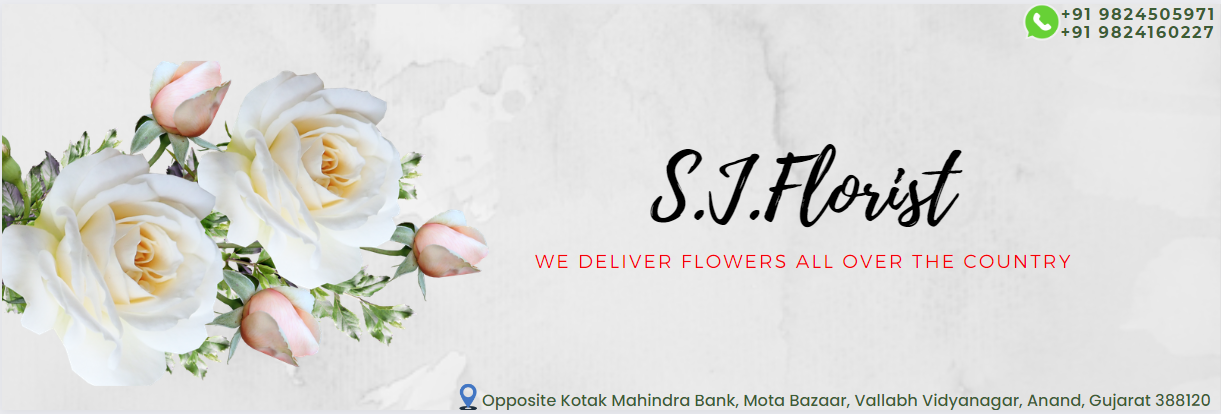 +91 9824505971
+91 9824160227
S.J.Florist
WE DELIVER FLOWERS ALL OVER THE COUNTRY
Opposite Kotak Mahindra Bank, Mota Bazaar, Vallabh Vidyanagar, Anand, Gujarat 388120